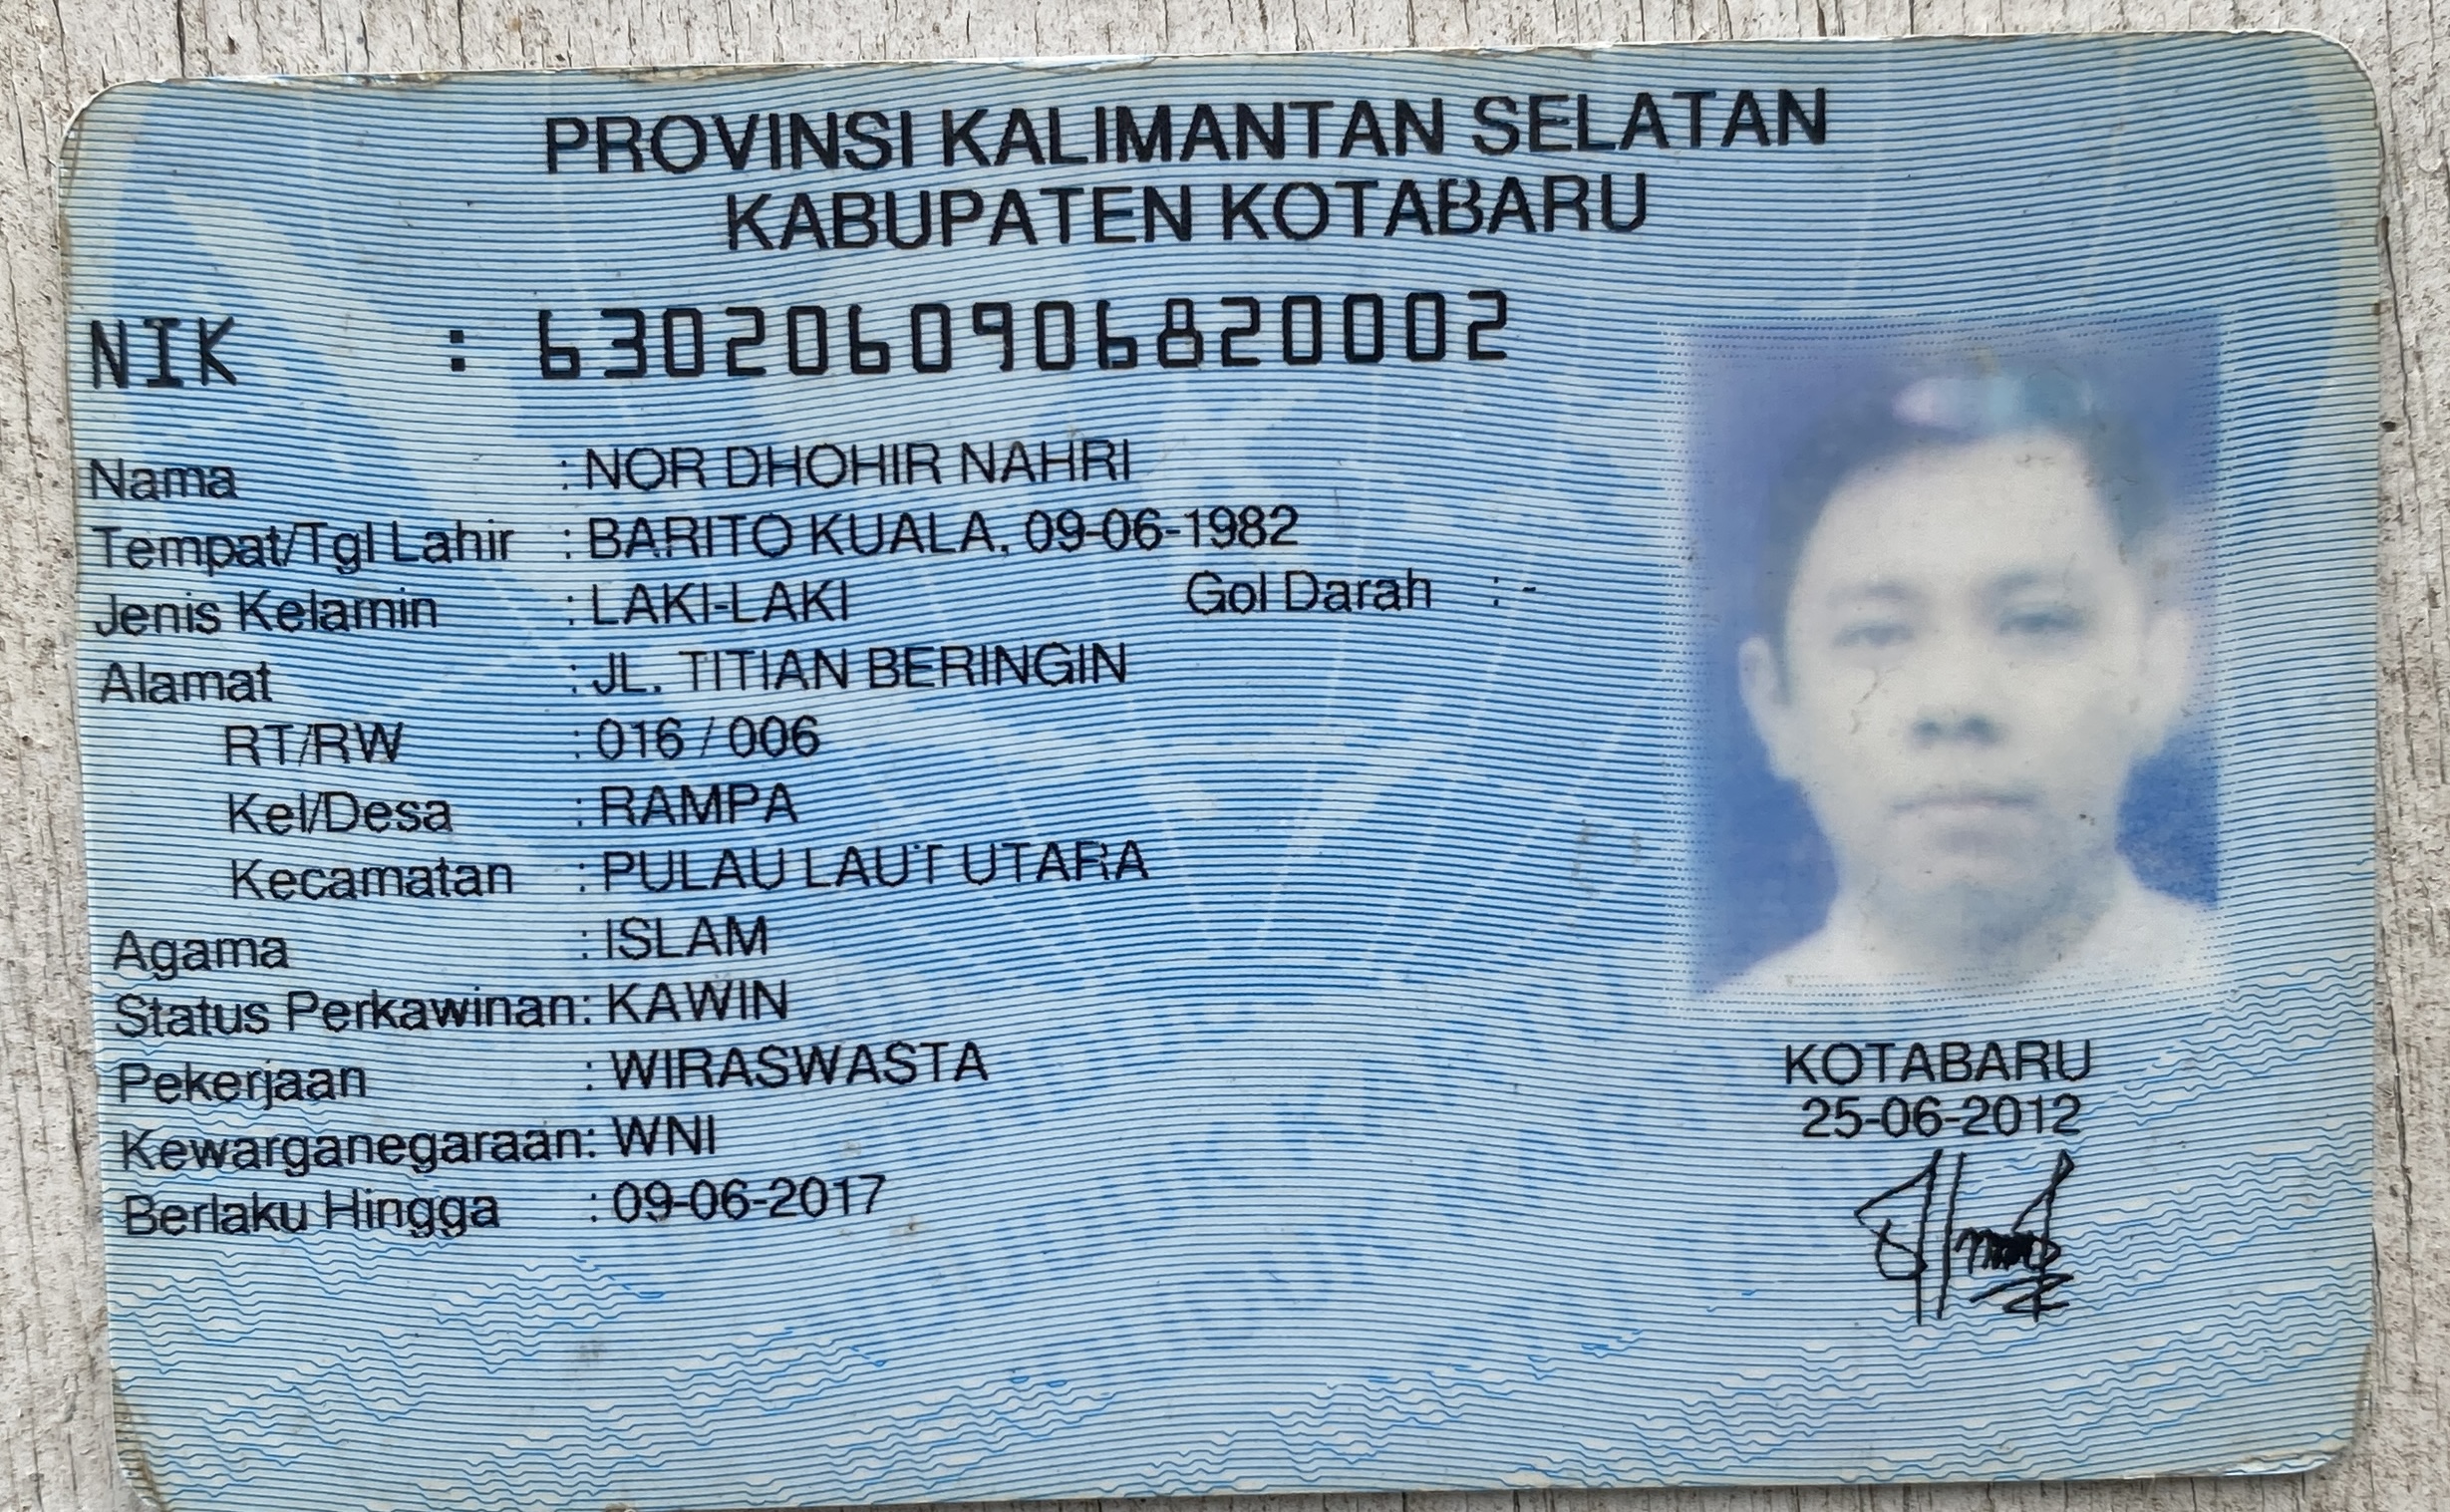 PROVINSI KALIMANTAN SELATAN
KABUPATEN KOTABARU
NIK : 6302060906820002
Nama : NOR DHOHIR NAHRI
Tempat/Tgl Lahir : BARITO KUALA, 09-06-1982
Jenis Kelamin : LAKI-LAKI Gol Darah : -
Alamat : JL. TITIAN BERINGIN
RT/RW : 016 / 006
Kel/Desa : RAMPA
Kecamatan : PULAU LAUT UTARA
Agama : ISLAM
Status Perkawinan: KAWIN
Pekerjaan : WIRASWASTA
Kewarganegaraan: WNI
Berlaku Hingga : 09-06-2017
KOTABARU
25-06-2012